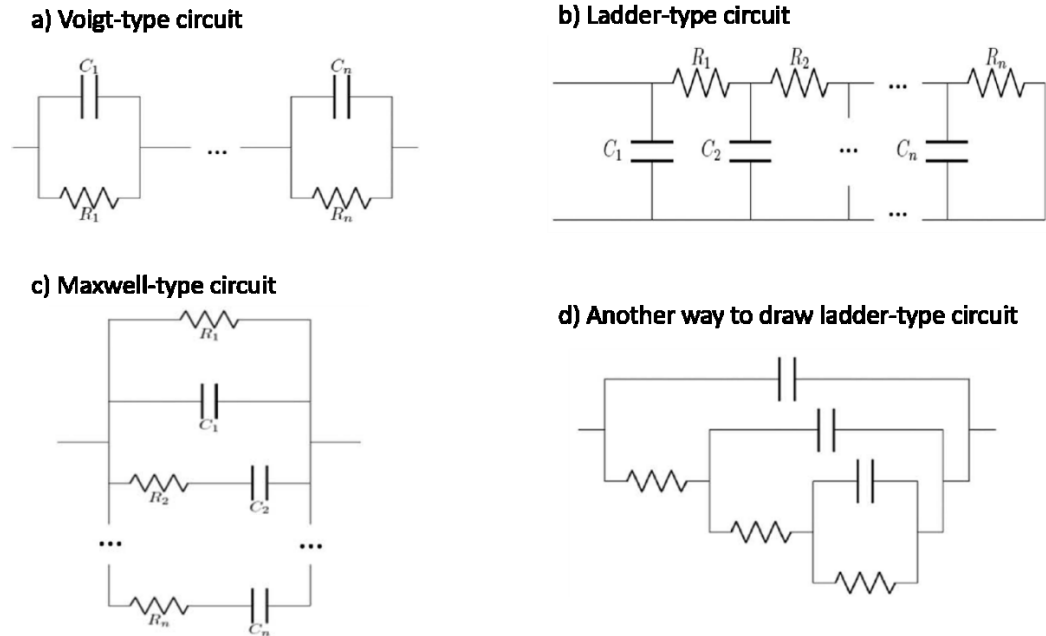 a) Voigt-type circuit
C1
Cn
...
R1
Rn
b) Ladder-type circuit
R1
R2
Rn
...
C1
C2
...
Cn
...
c) Maxwell-type circuit
R1
C1
R2
C2
...
...
Rn
Cn
d) Another way to draw ladder-type circuit